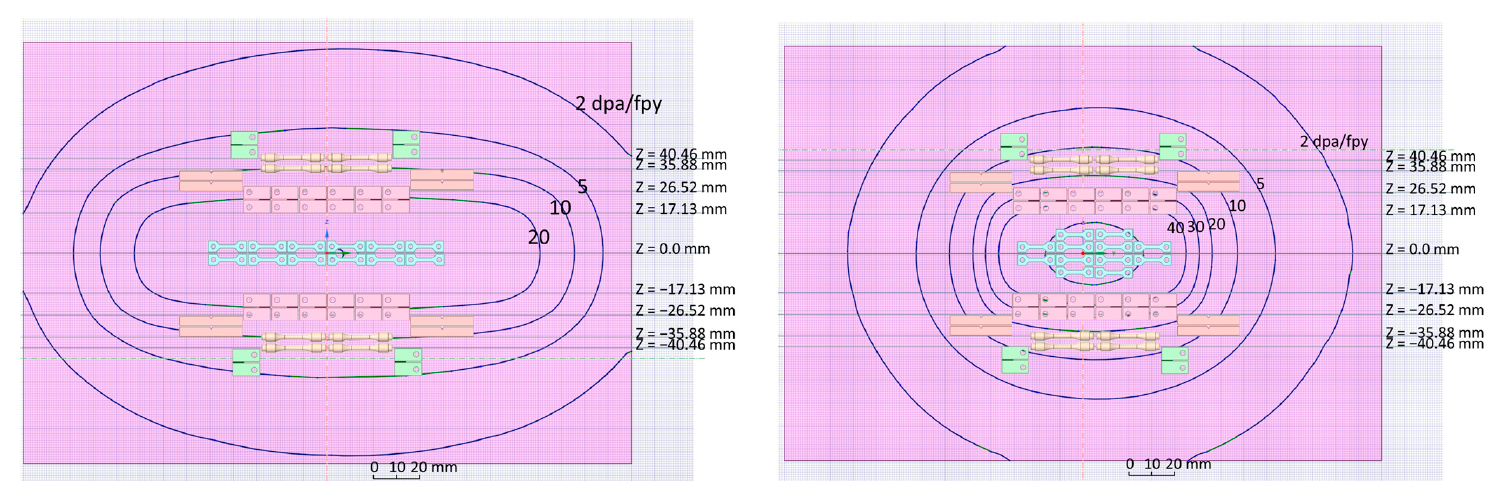 2 dpa/fpy
Z = 40.46 mm
Z = 35.88 mm
5
Z = 26.52 mm
10
Z = 17.13 mm
20
Z = 0.0 mm
Z = −17.13 mm
Z = −26.52 mm
Z = −35.88 mm
Z = −40.46 mm
0 10 20 mm
2 dpa/fpy
Z = 40.46 mm
Z = 35.88 mm
5
Z = 26.52 mm
10
Z = 17.13 mm
40 30 20
Z = 0.0 mm
Z = −17.13 mm
Z = −26.52 mm
Z = −35.88 mm
Z = −40.46 mm
0 10 20 mm